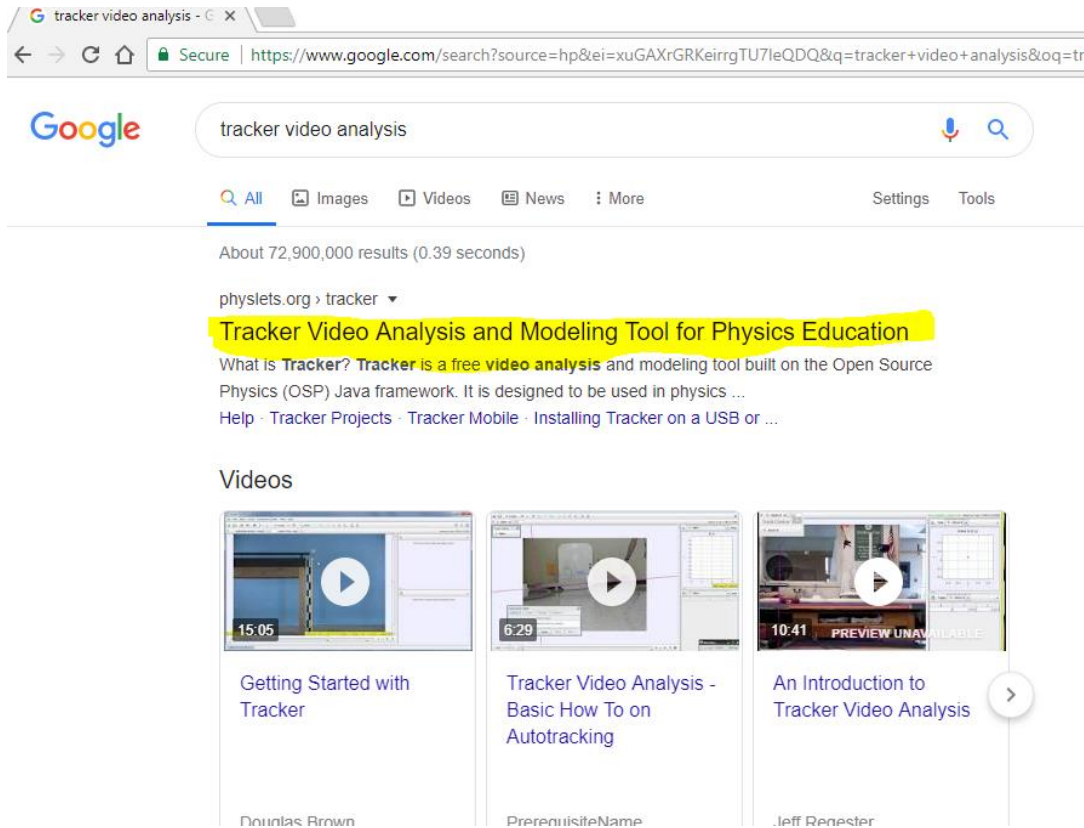 tracker video analysis - G
Secure | https://www.google.com/search?source=hp&ei=xuGAXrGRKeirrgTU7IeQDQ&q=tracker+video+analysis&oq=tr
Google
tracker video analysis
All Images Videos News More Settings Tools
About 72,900,000 results (0.39 seconds)
physlets.org › tracker
Tracker Video Analysis and Modeling Tool for Physics Education
What is Tracker? Tracker is a free video analysis and modeling tool built on the Open Source
Physics (OSP) Java framework. It is designed to be used in physics ...
Help · Tracker Projects · Tracker Mobile · Installing Tracker on a USB or ...
Videos
15:05
6:29
10:41 PREVIEW UNAVAILABLE
Getting Started with
Tracker
Tracker Video Analysis -
Basic How To on
Autotracking
An Introduction to
Tracker Video Analysis
Douglas Brown
PrerequisiteName
Jeff Regester